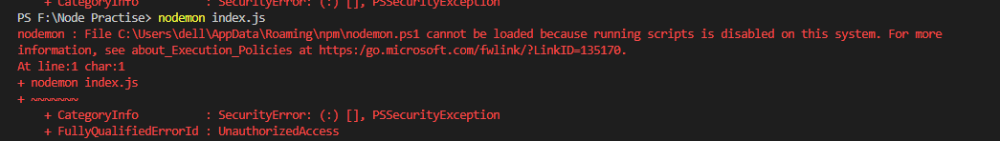 + CategoryInfo : SecurityError: (:) [], PSSecurityException
PS F:\Node Practise> nodemon index.js
nodemon : File C:\Users\dell\AppData\Roaming\npm\nodemon.ps1 cannot be loaded because running scripts is disabled on this system. For more
information, see about_Execution_Policies at https:/go.microsoft.com/fwlink/?LinkID=135170.
At line:1 char:1
+ nodemon index.js
+ ~~~~~~~
+ CategoryInfo : SecurityError: (:) [], PSSecurityException
+ FullyQualifiedErrorId : UnauthorizedAccess